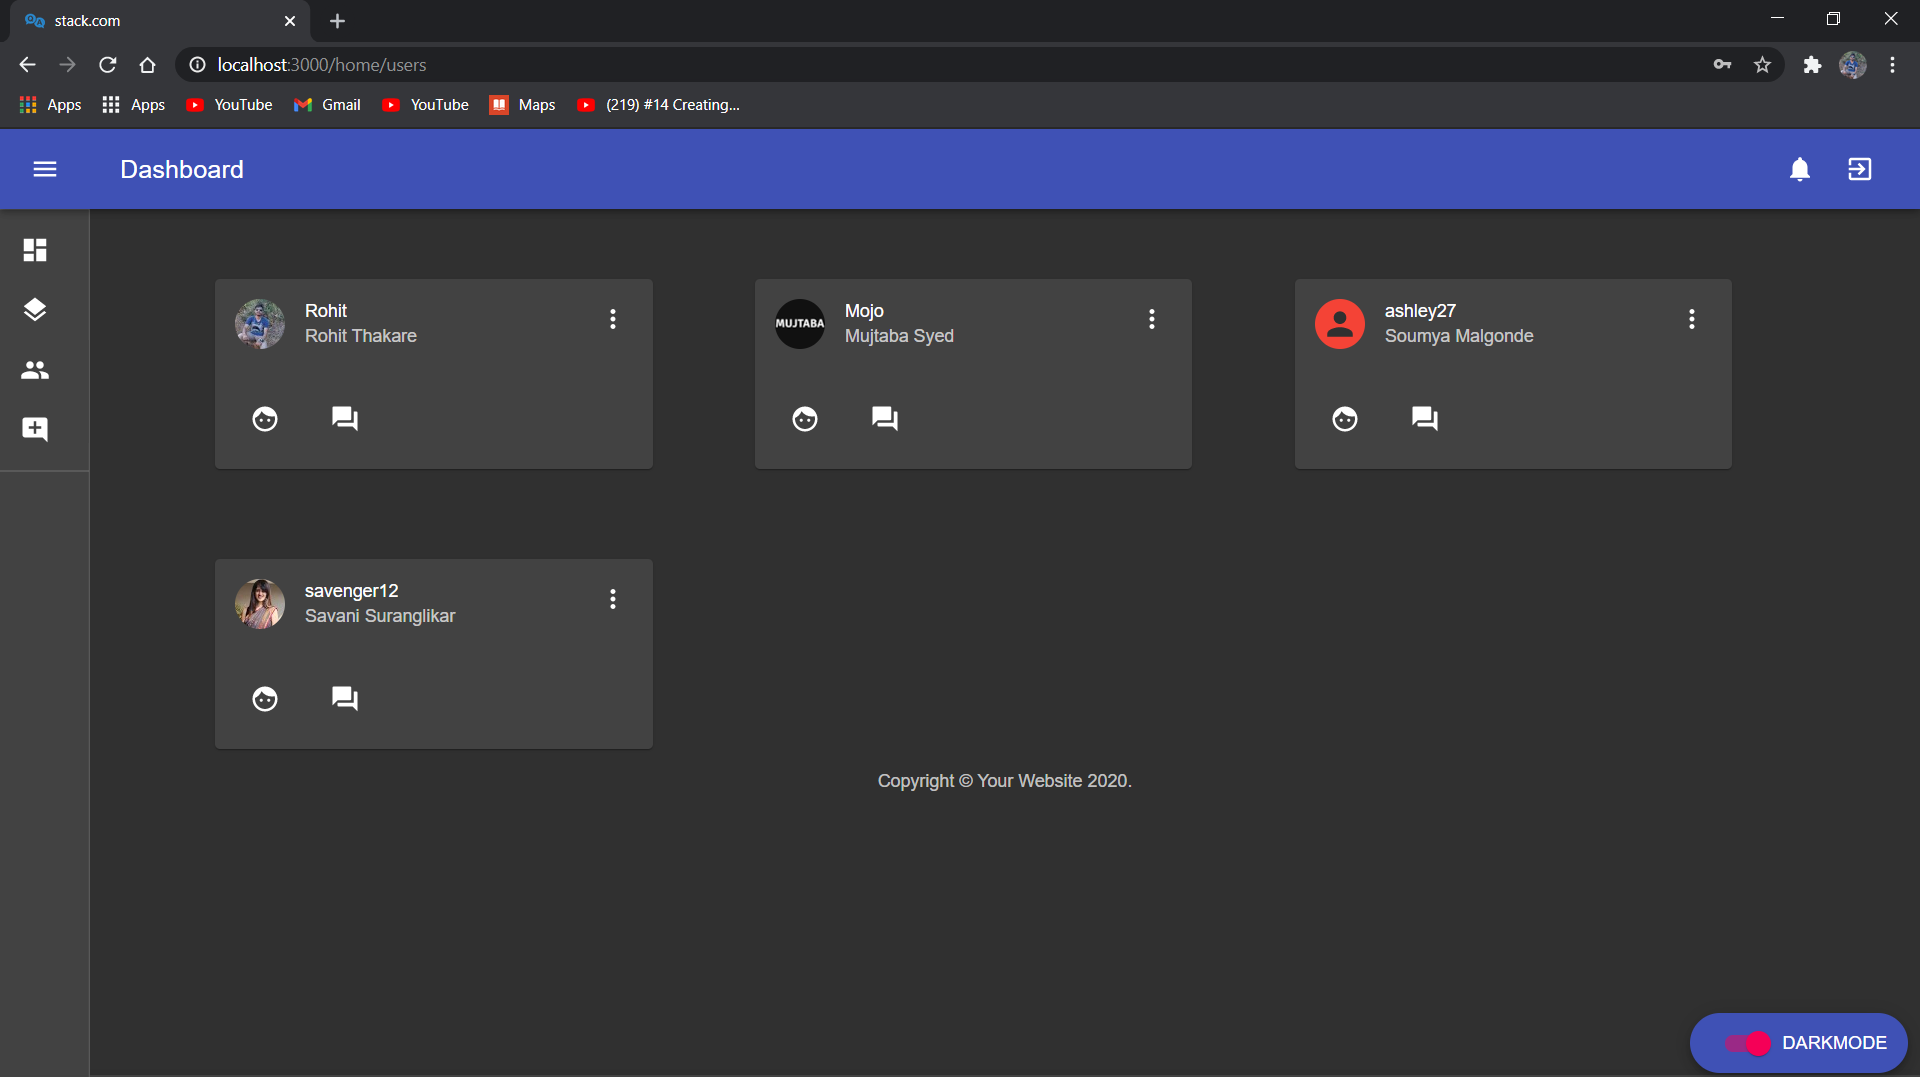 stack.com
localhost:3000/home/users
Apps Apps YouTube Gmail YouTube Maps (219) #14 Creating...
Dashboard
Rohit
Rohit Thakare
MUJTABA
Mojo
Mujtaba Syed
ashley27
Soumya Malgonde
savenger12
Savani Suranglikar
Copyright © Your Website 2020.
DARKMODE